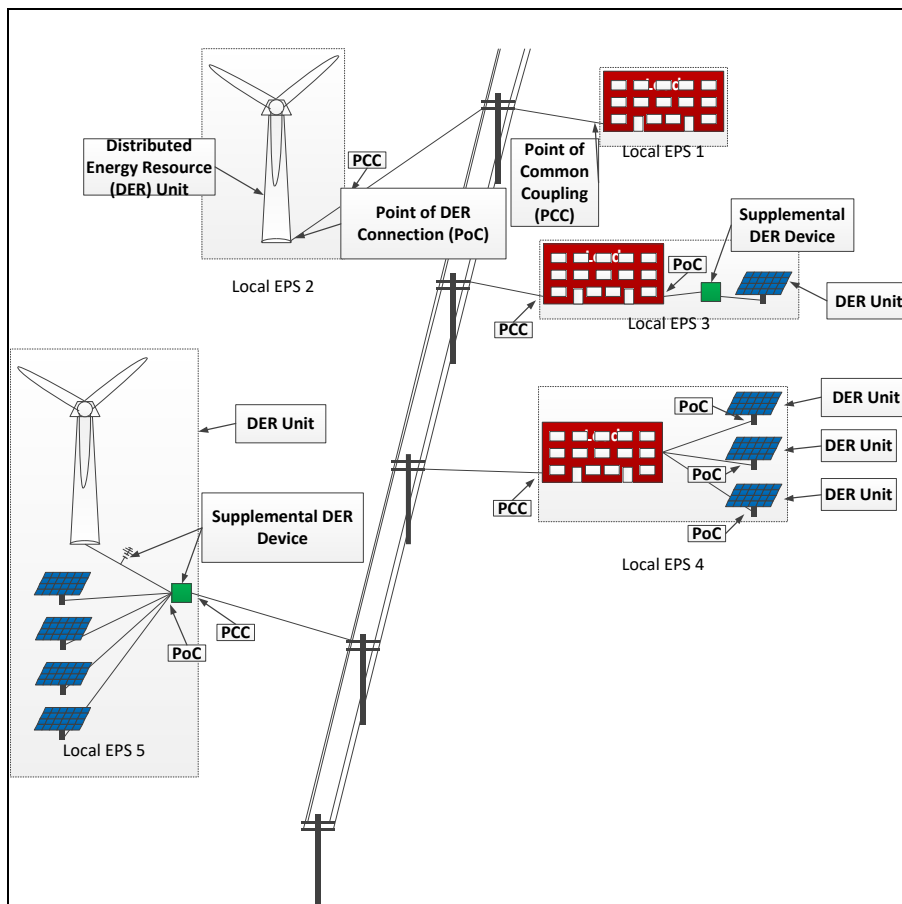 Local EPS 1
Distributed
Energy Resource
(DER) Unit
PCC
Point of
Common
Coupling
(PCC)
Point of DER
Connection (PoC)
Supplemental
DER Device
Local EPS 2
PoC
DER Unit
PCC
Local EPS 3
DER Unit
PoC
DER Unit
DER Unit
PoC
DER Unit
PCC
PoC
Supplemental DER
Device
Local EPS 4
PCC
PoC
Local EPS 5